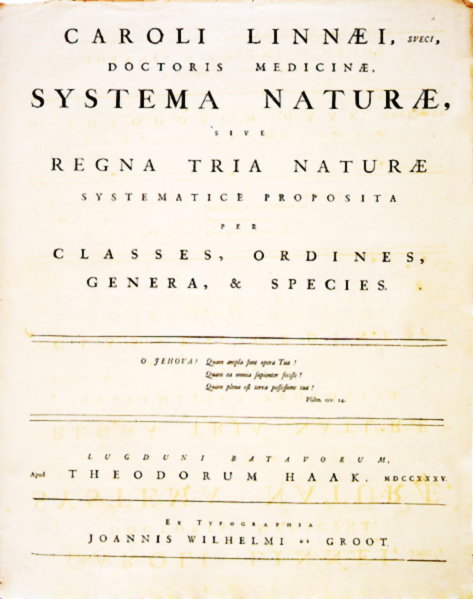 CAROLI LINNÆI, SVECI,
DOCTORIS MEDICINÆ,
SYSTEMA NATURÆ,
SIVE
REGNA TRIA NATURÆ
SYSTEMATICE PROPOSITA
PER
CLASSES, ORDINES,
GENERA, & SPECIES.
O JEHOVA! Quam ampla sunt opera Tua!
Quam ea omnia sapienter fecisti!
Quam plena est terra possessione tua!
Psalm. civ. 24.
LUGDUNI BATAVORUM,
Apud THEODORUM HAAK, MDCCXXXV.
EX TYPOGRAPHIA
JOANNIS WILHELMI DE GROOT.